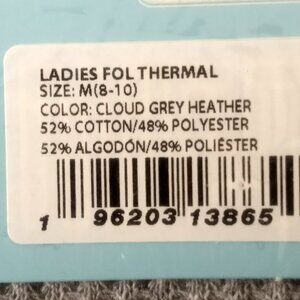 LADIES FOL THERMAL
SIZE: M(8-10)
COLOR: CLOUD GREY HEATHER
52% COTTON/48% POLYESTER
52% ALGODÓN/48% POLIÉSTER
1 96203 13865